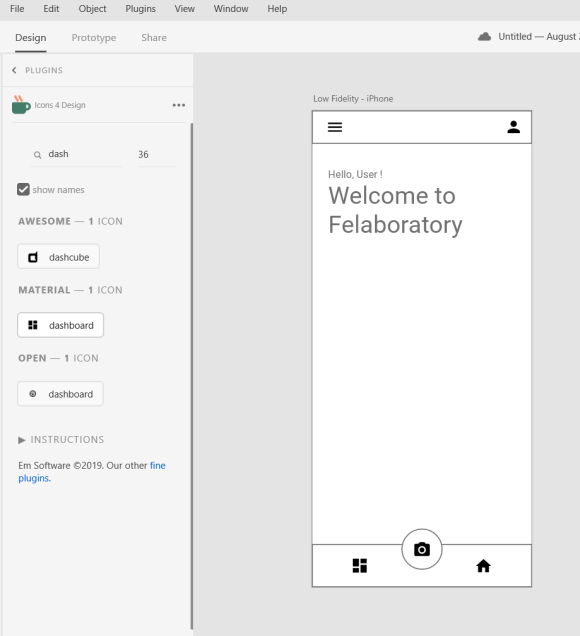 File Edit Object Plugins View Window Help
Design Prototype Share
Untitled — August
PLUGINS
Icons 4 Design
dash 36
show names
AWESOME — 1 ICON
dashcube
MATERIAL — 1 ICON
dashboard
OPEN — 1 ICON
dashboard
INSTRUCTIONS
Em Software ©2019. Our other fine
plugins.
Low Fidelity - iPhone
Hello, User !
Welcome to
Felaboratory